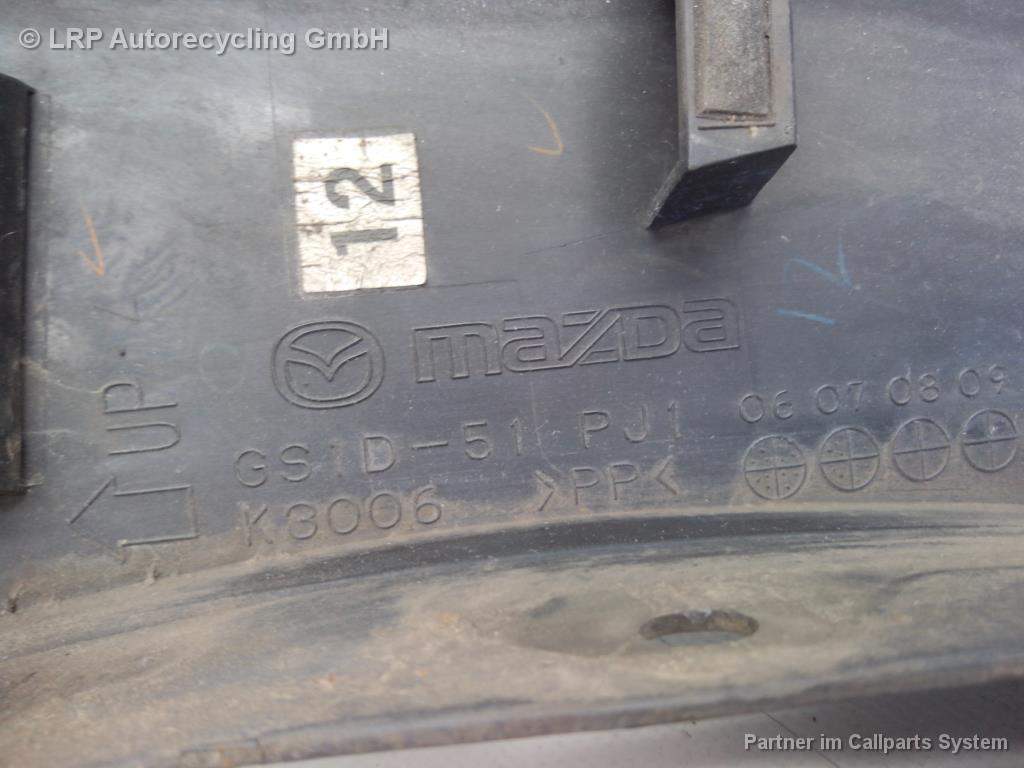 © LRP Autorecycling GmbH
12
mazda
UP
GS1D-51 PJ1
06 07 08 09
K3006 >PP<
Partner im Callparts System